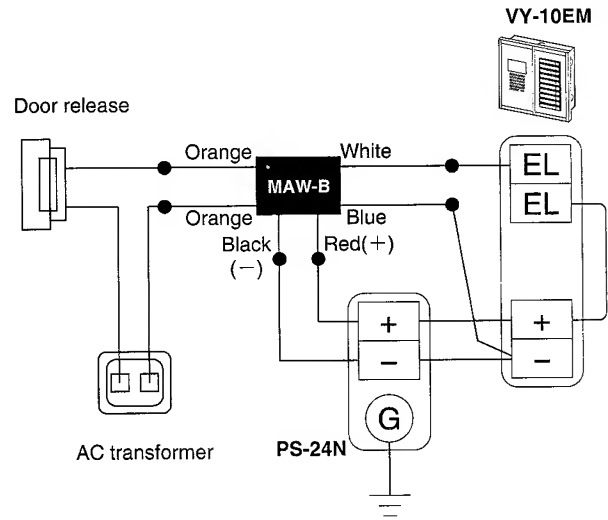 VY-10EM
Door release
Orange
White
EL
MAW-B
EL
Orange
Blue
Black
(−)
Red(+)
+
+
−
−
G
PS-24N
AC transformer